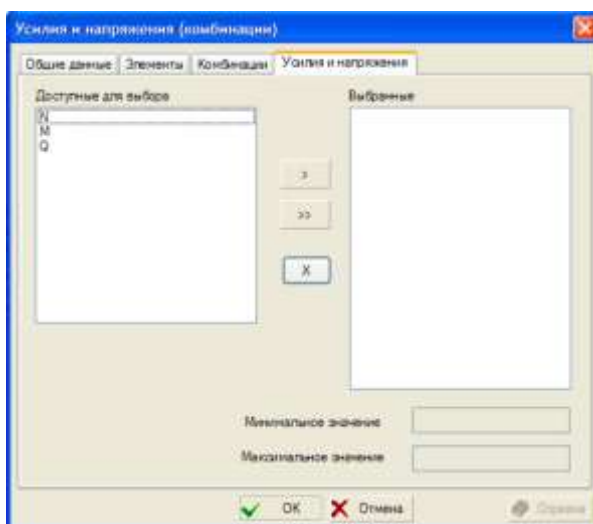 Усилия и напряжения (комбинации)
Общие данные Элементы Комбинации Усилия и напряжения
Доступные для выбора Выбранные
N
M
Q
>
>>
X
Минимальное значение
Максимальное значение
OK Отмена Справка